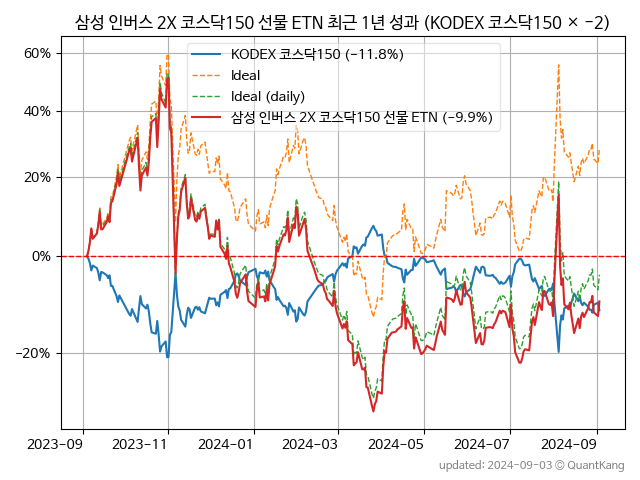 삼성 인버스 2X 코스닥150 선물 ETN 최근 1년 성과 (KODEX 코스닥150 × −2)
KODEX 코스닥150 (−11.8%)
Ideal
Ideal (daily)
삼성 인버스 2X 코스닥150 선물 ETN (−9.9%)
60%
40%
20%
0%
−20%
2023−09 2023−11 2024−01 2024−03 2024−05 2024−07 2024−09
updated: 2024−09−03 © QuantKang